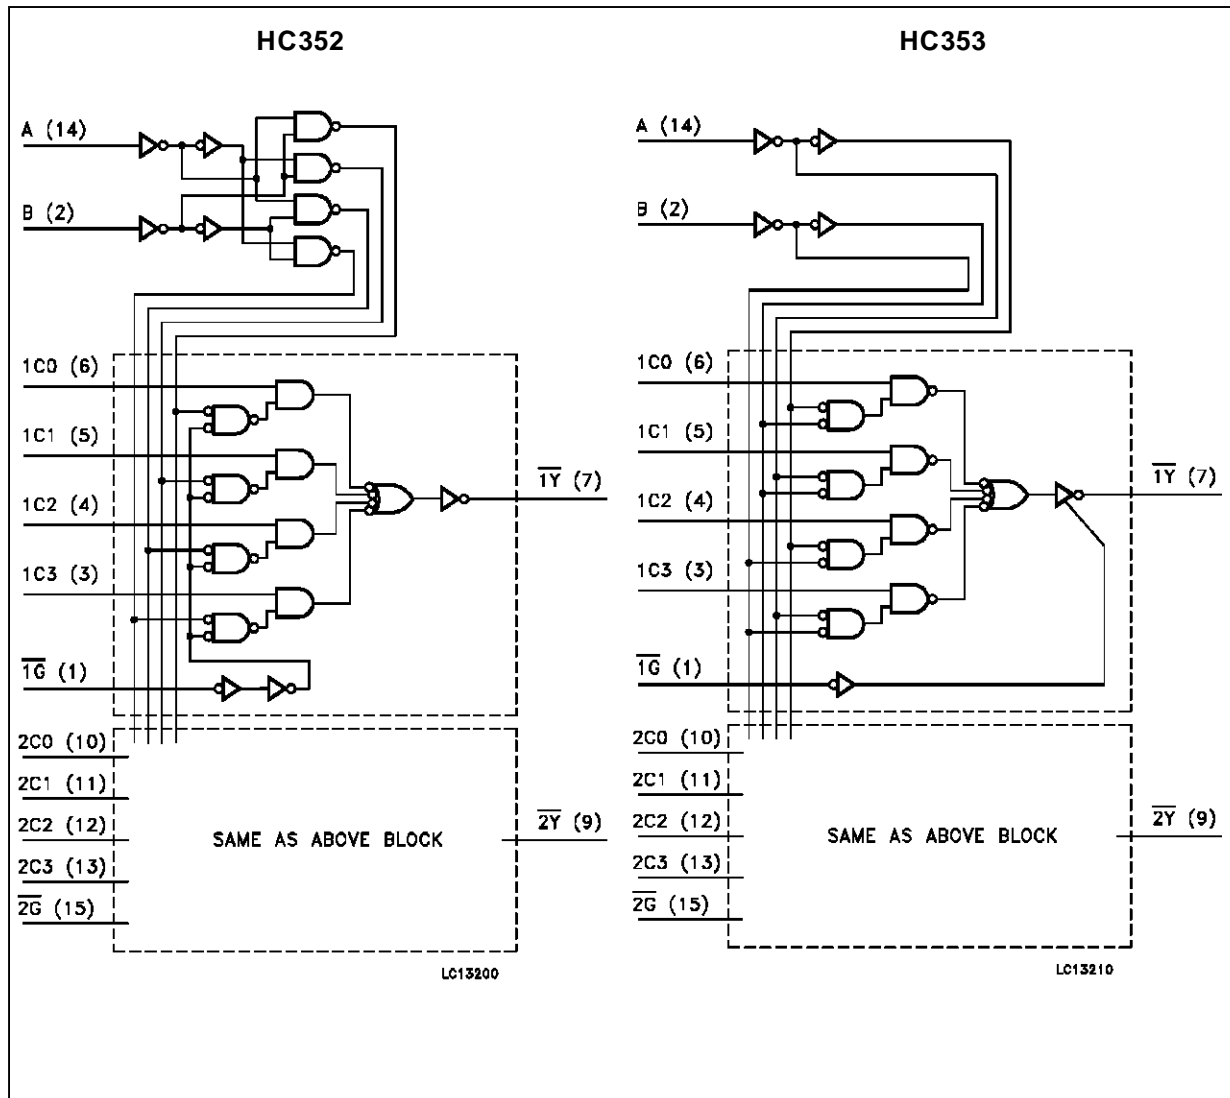 HC352
A (14)
B (2)
1C0 (6)
1C1 (5)
1C2 (4)
1C3 (3)
1G (1)
1Y (7)
2C0 (10)
2C1 (11)
2C2 (12)
2C3 (13)
2G (15)
SAME AS ABOVE BLOCK
2Y (9)
LC13200
HC353
A (14)
B (2)
1C0 (6)
1C1 (5)
1C2 (4)
1C3 (3)
1G (1)
1Y (7)
2C0 (10)
2C1 (11)
2C2 (12)
2C3 (13)
2G (15)
SAME AS ABOVE BLOCK
2Y (9)
LC13210